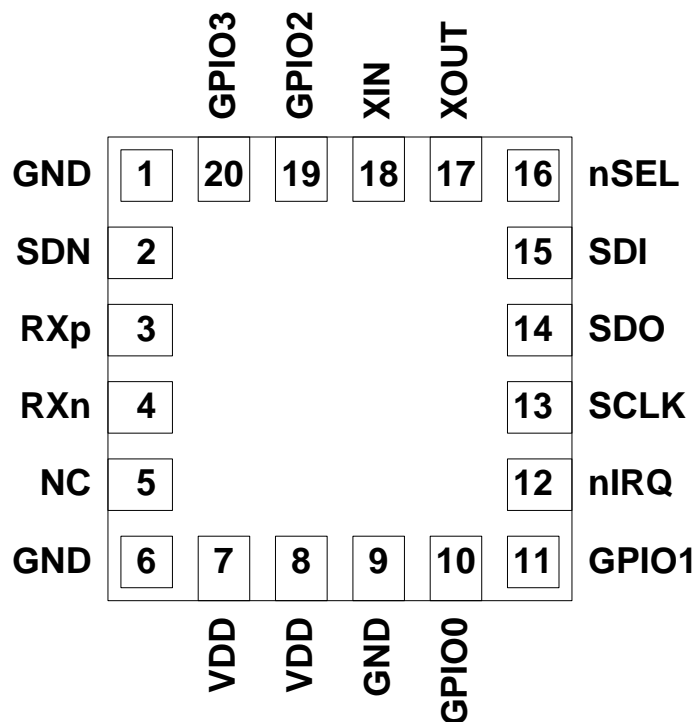 GPIO3 GPIO2 XIN XOUT
GND 1 20 19 18 17 16 nSEL
SDN 2 15 SDI
RXp 3 14 SDO
RXn 4 13 SCLK
NC 5 12 nIRQ
GND 6 7 8 9 10 11 GPIO1
VDD VDD GND GPIO0